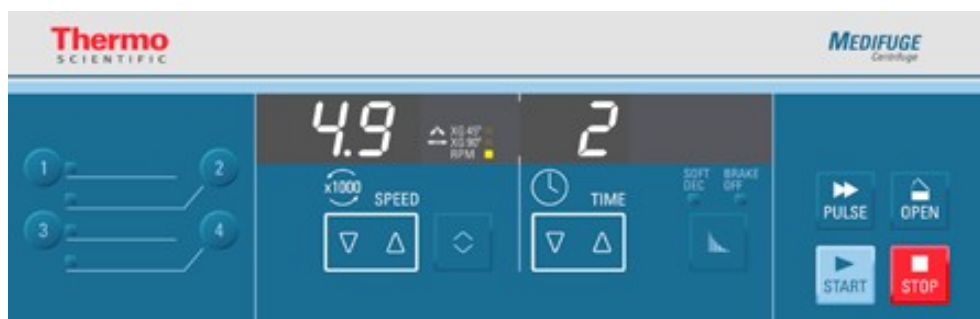 Thermo
SCIENTIFIC
MEDIFUGE
Centrifuge
4.9
XG 45°
XG 90°
RPM
2
1
2
3
4
x1000
SPEED
TIME
SOFT DEC
BRAKE OFF
PULSE
OPEN
START
STOP